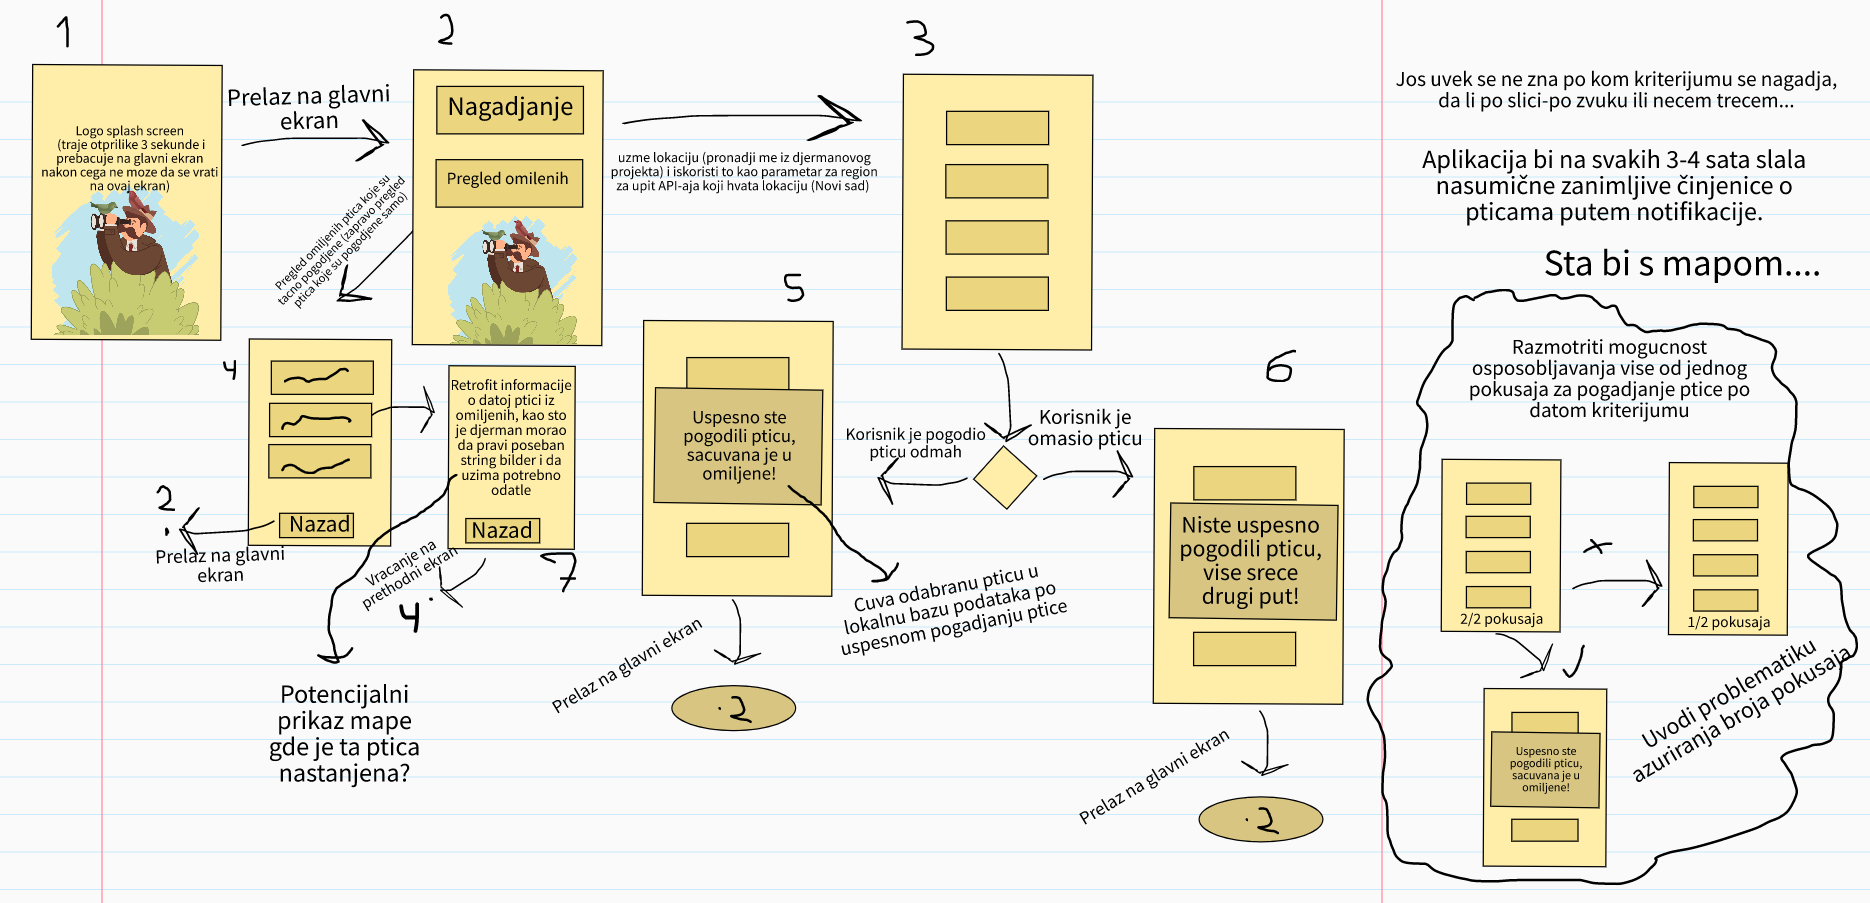 1
Logo splash screen
(traje otprilike 3 sekunde i
prebacuje na glavni ekran
nakon cega ne moze da se vrati
na ovaj ekran)
Prelaz na glavni
ekran
2
Nagadjanje
Pregled omilenih
Pregled omiljenih ptica koje su
tacno pogodjene (zapravo pregled
ptica koje su pogodjene samo)
uzme lokaciju (pronadji me iz djermanovog
projekta) i iskoristi to kao parametar za region
za upit API-aja koji hvata lokaciju (Novi sad)
3
4
Nazad
2
Prelaz na glavni
ekran
Retrofit informacije
o datoj ptici iz
omiljenih, kao sto
je djerman morao
da pravi poseban
string bilder i da
uzima potrebno
odatle
Nazad
7
Vracanje na
prethodni ekran
4
Potencijalni
prikaz mape
gde je ta ptica
nastanjena?
5
Uspesno ste
pogodili pticu,
sacuvana je u
omiljene!
Prelaz na glavni ekran
2
Cuva odabranu pticu u
lokalnu bazu podataka po
uspesnom pogadjanju ptice
Korisnik je pogodio
pticu odmah
Korisnik je
omasio pticu
6
Niste uspesno
pogodili pticu,
vise srece
drugi put!
Prelaz na glavni ekran
2
Jos uvek se ne zna po kom kriterijumu se nagadja,
da li po slici-po zvuku ili necem trecem...
Aplikacija bi na svakih 3-4 sata slala
nasumične zanimljive činjenice o
pticama putem notifikacije.
Sta bi s mapom....
Razmotriti mogucnost
osposobljavanja vise od jednog
pokusaja za pogadjanje ptice po
datom kriterijumu
2/2 pokusaja
1/2 pokusaja
Uspesno ste
pogodili pticu,
sacuvana je u
omiljene!
Uvodi problematiku
azuriranja broja pokusaja